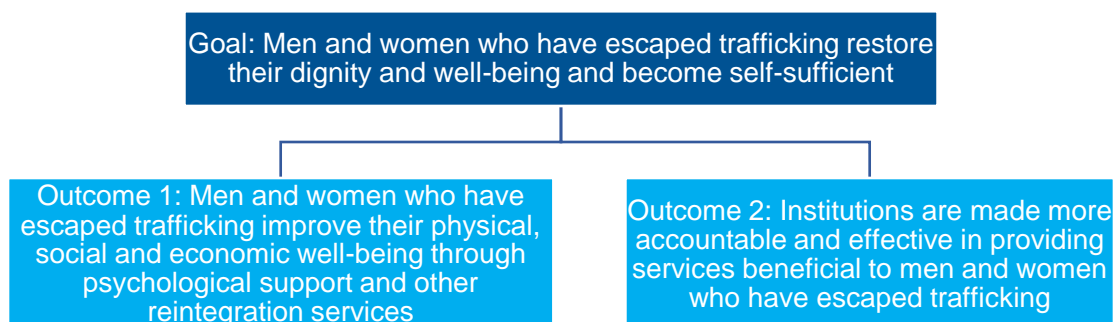 Goal: Men and women who have escaped trafficking restore
their dignity and well-being and become self-sufficient
Outcome 1: Men and women who have
escaped trafficking improve their physical,
social and economic well-being through
psychological support and other
reintegration services
Outcome 2: Institutions are made more
accountable and effective in providing
services beneficial to men and women
who have escaped trafficking